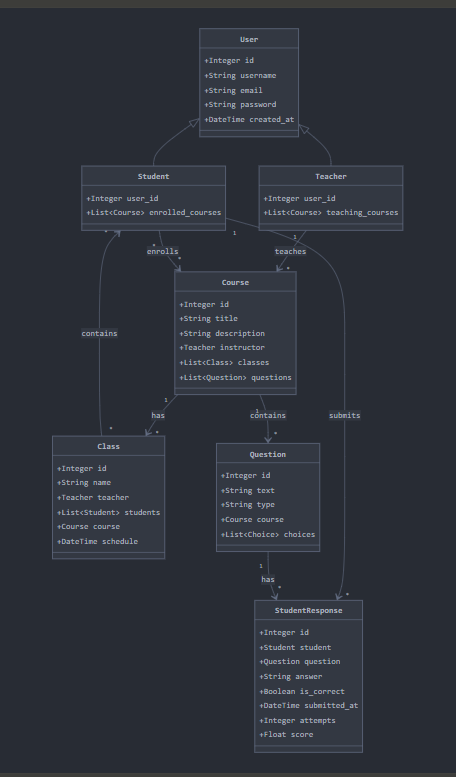 User
+Integer id
+String username
+String email
+String password
+DateTime created_at
Student
+Integer user_id
+List<Course> enrolled_courses
Teacher
+Integer user_id
+List<Course> teaching_courses
*
1
1
*
enrolls
*
teaches
*
Course
+Integer id
+String title
+String description
+Teacher instructor
+List<Class> classes
+List<Question> questions
contains
1
has
*
1
contains
*
submits
*
Class
+Integer id
+String name
+Teacher teacher
+List<Student> students
+Course course
+DateTime schedule
Question
+Integer id
+String text
+String type
+Course course
+List<Choice> choices
1
has
*
*
StudentResponse
+Integer id
+Student student
+Question question
+String answer
+Boolean is_correct
+DateTime submitted_at
+Integer attempts
+Float score